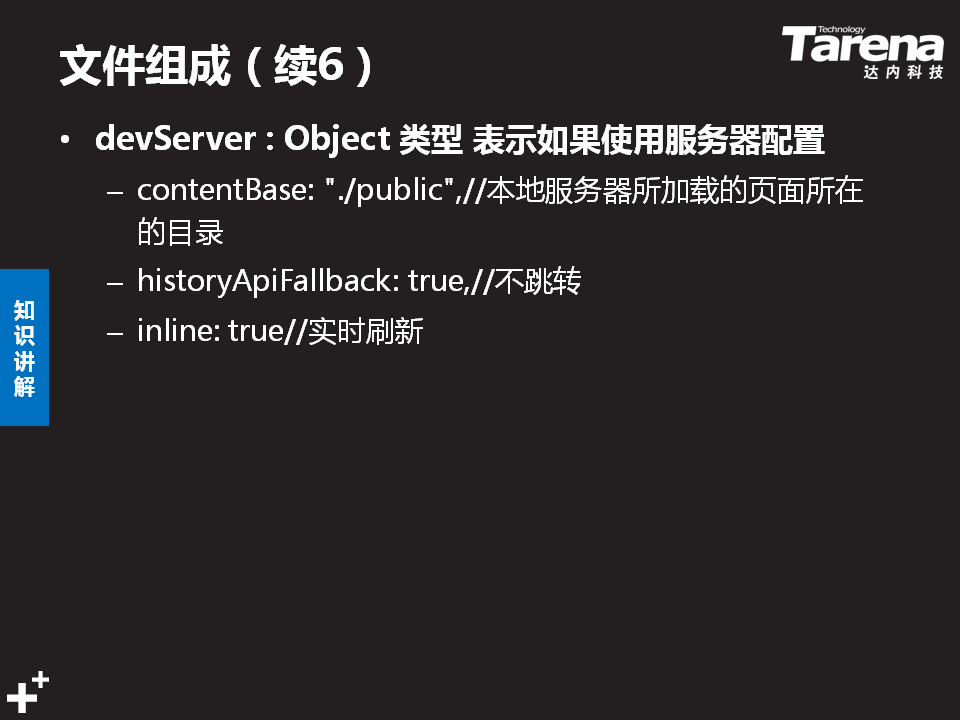 文件组成（续6）
Technology
Tarena
达内科技
• devServer : Object 类型 表示如果使用服务器配置
– contentBase: "./public",//本地服务器所加载的页面所在
的目录
– historyApiFallback: true,//不跳转
– inline: true//实时刷新
知
识
讲
解